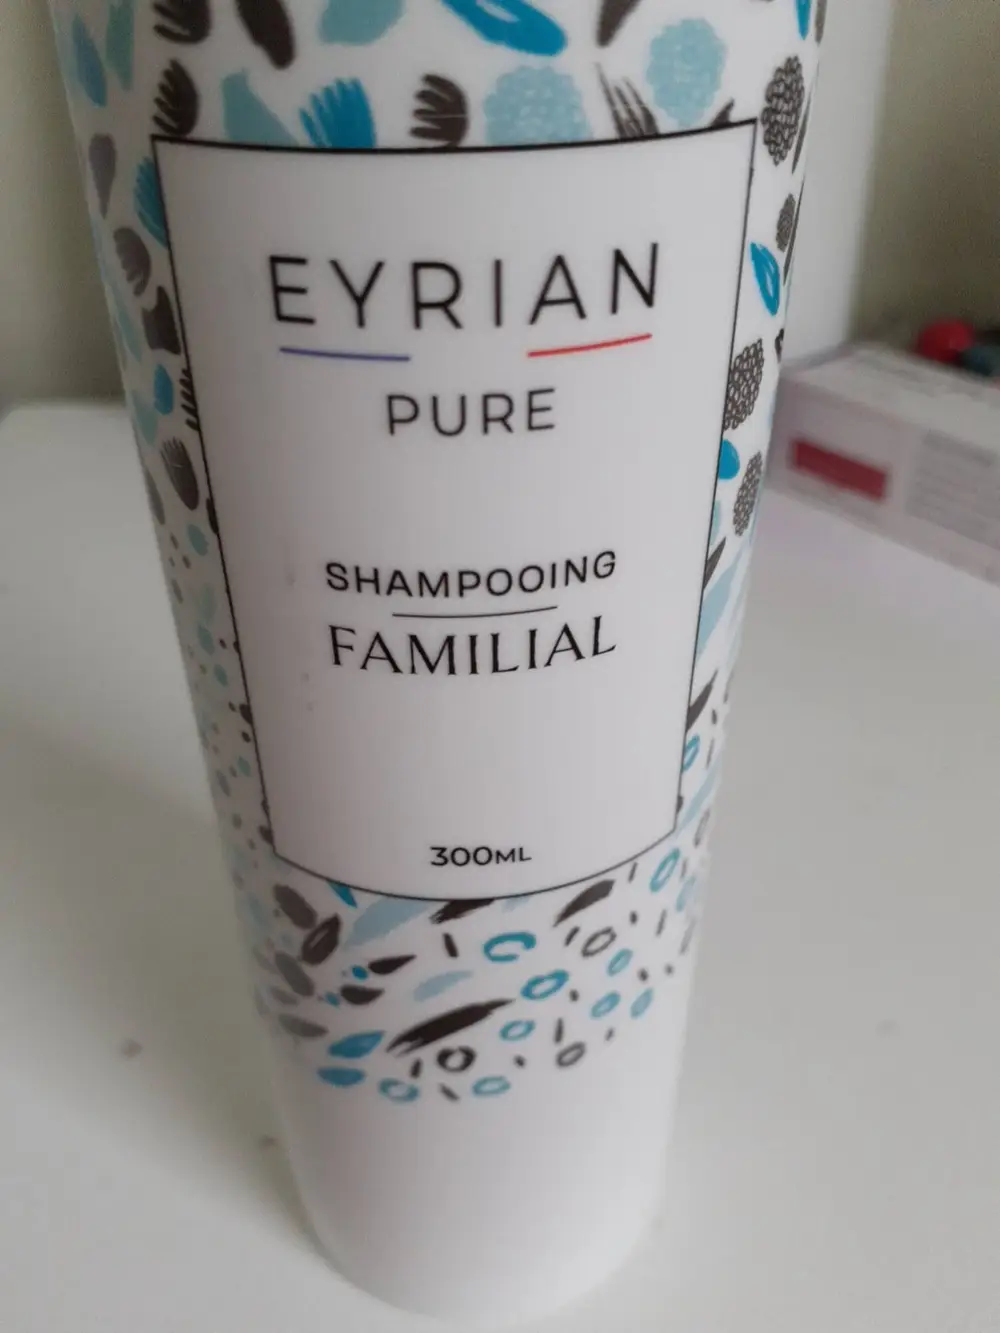 EYRIAN
PURE
SHAMPOOING
FAMILIAL
300ML